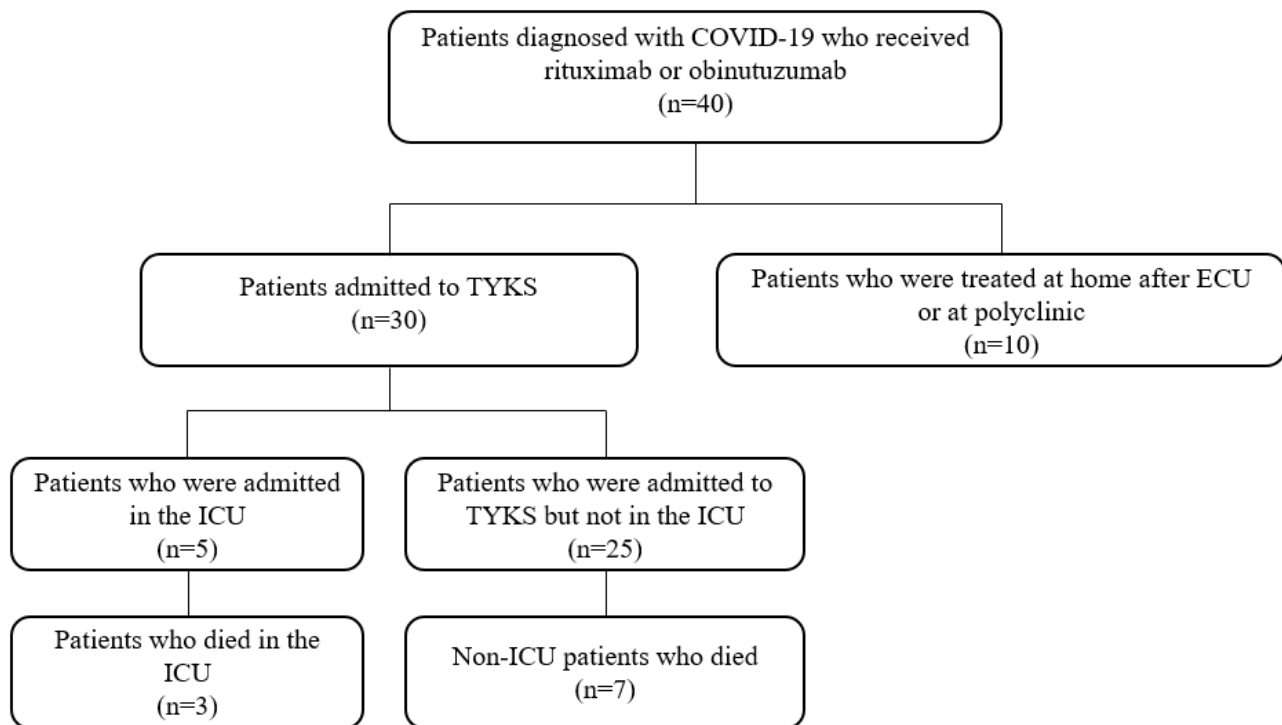 Patients diagnosed with COVID-19 who received
rituximab or obinutuzumab
(n=40)
Patients admitted to TYKS
(n=30)
Patients who were treated at home after ECU
or at polyclinic
(n=10)
Patients who were admitted
in the ICU
(n=5)
Patients who were admitted to
TYKS but not in the ICU
(n=25)
Patients who died in the
ICU
(n=3)
Non-ICU patients who died
(n=7)